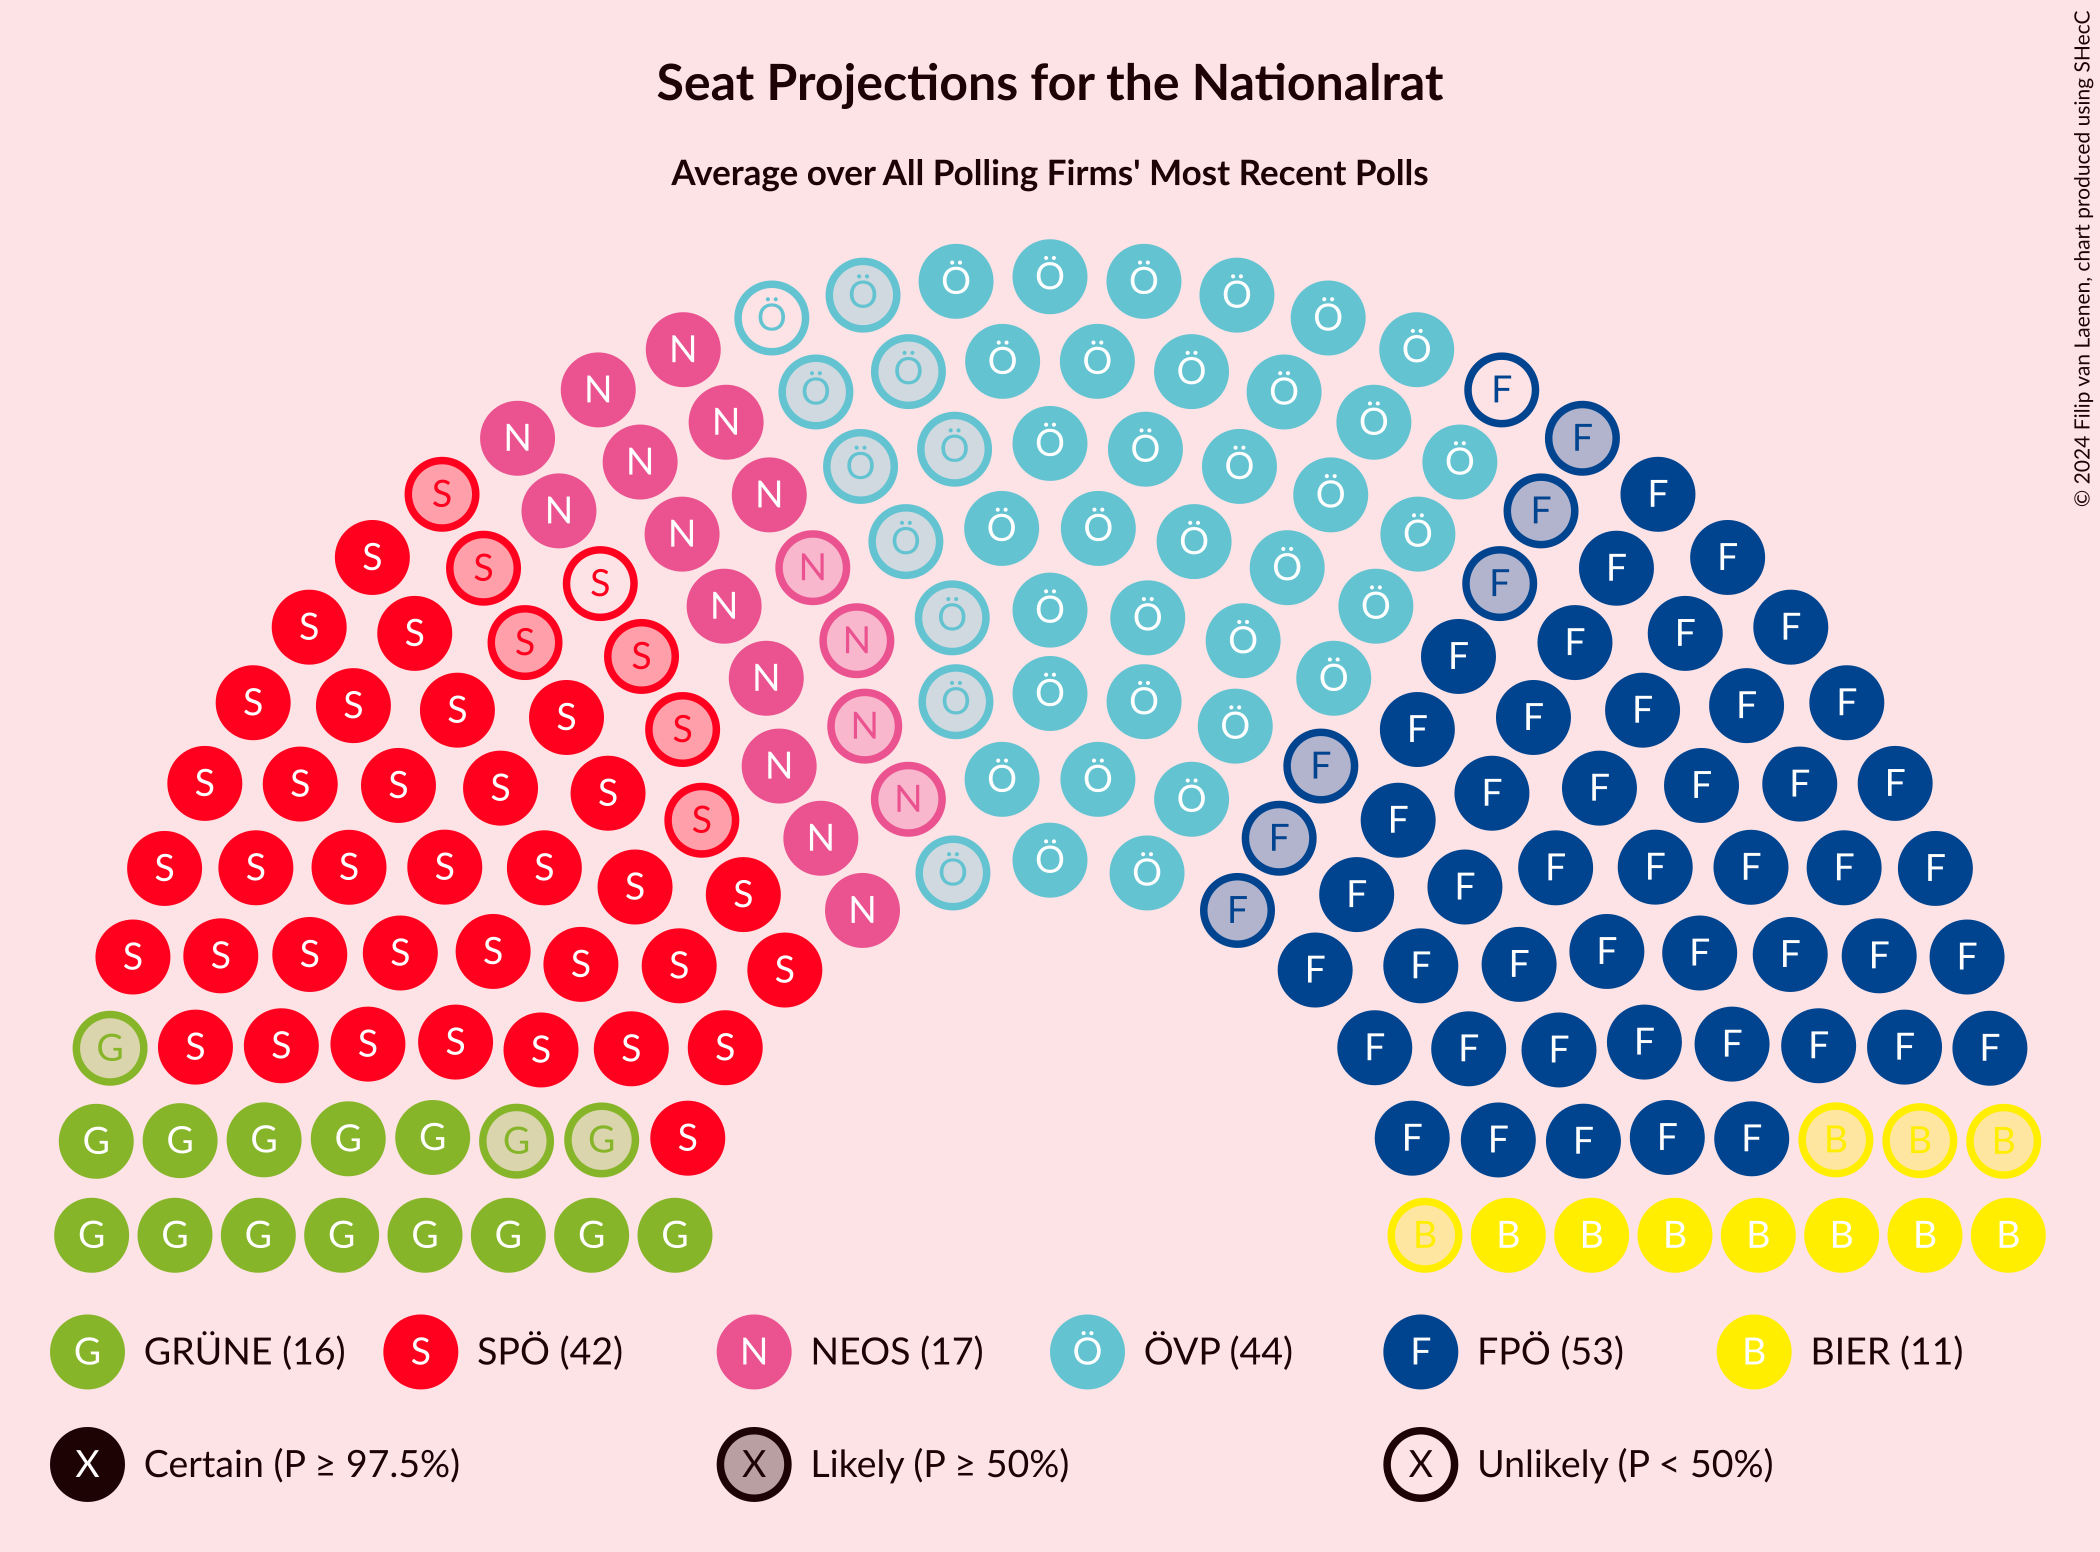 Seat Projections for the Nationalrat
Average over All Polling Firms' Most Recent Polls
© 2024 Filip van Laenen, chart produced using SHecC
Ö Ö Ö Ö Ö Ö Ö
N N Ö Ö Ö Ö Ö Ö Ö F
N N N Ö Ö Ö Ö Ö Ö Ö F
S N N N Ö Ö Ö Ö Ö Ö F F
S S S N N Ö Ö F F F
S S S S N Ö Ö Ö Ö F F F F
S S S S S N N Ö Ö Ö Ö Ö F F F F F
S S S S S S N N Ö Ö Ö F F F F F F F
S S S S S S S N N Ö Ö Ö F F F F F F F F F
S S S S S S S S F F F F F F F F
G S S S S S S S F F F F F F F F
G G G G G G G S F F F F F B B B
G G G G G G G G B B B B B B B B
G GRÜNE (16) S SPÖ (42) N NEOS (17) Ö ÖVP (44) F FPÖ (53) B BIER (11)
X Certain (P ≥ 97.5%) X Likely (P ≥ 50%) X Unlikely (P < 50%)